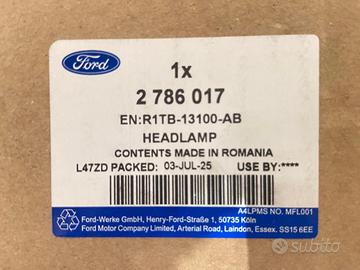 Ford
1x
2 786 017
EN:R1TB-13100-AB
HEADLAMP
CONTENTS MADE IN ROMANIA
L47ZD PACKED: 03-JUL-25 USE BY:****
A4LPMS NO. MFL001
Ford-Werke GmbH, Henry-Ford-Straße 1, 50735 Köln
Ford Motor Company Limited, Arterial Road, Laindon, Essex. SS15 6EE
subito